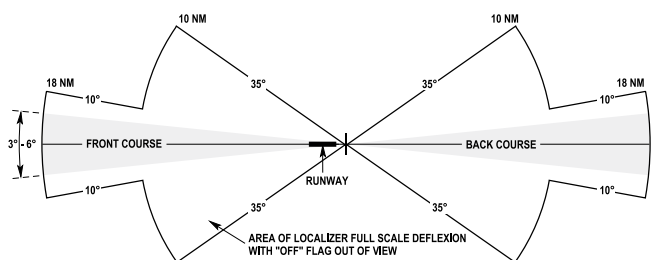 10 NM
10 NM
18 NM
35°
35°
18 NM
10°
10°
3° - 6°
FRONT COURSE
BACK COURSE
RUNWAY
10°
10°
35°
35°
AREA OF LOCALIZER FULL SCALE DEFLEXION
WITH "OFF" FLAG OUT OF VIEW